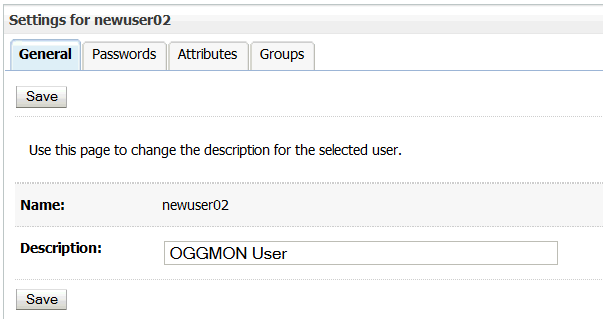 Settings for newuser02
General Passwords Attributes Groups
Save
Use this page to change the description for the selected user.
Name: newuser02
Description: OGGMON User
Save